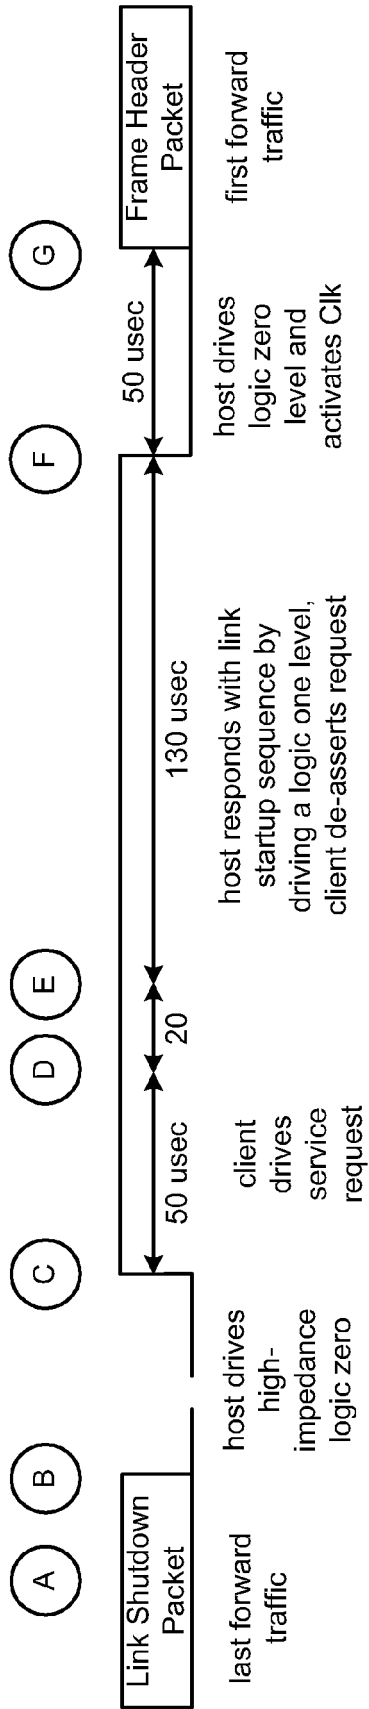 A
B
C
D
E
F
G
Link Shutdown
Packet
50 usec
20
130 usec
50 usec
Frame Header
Packet
last forward
traffic
host drives
high-
impedance
logic zero
client
drives
service
request
host responds with link
startup sequence by
driving a logic one level,
client de-asserts request
host drives
logic zero
level and
activates Clk
first forward
traffic